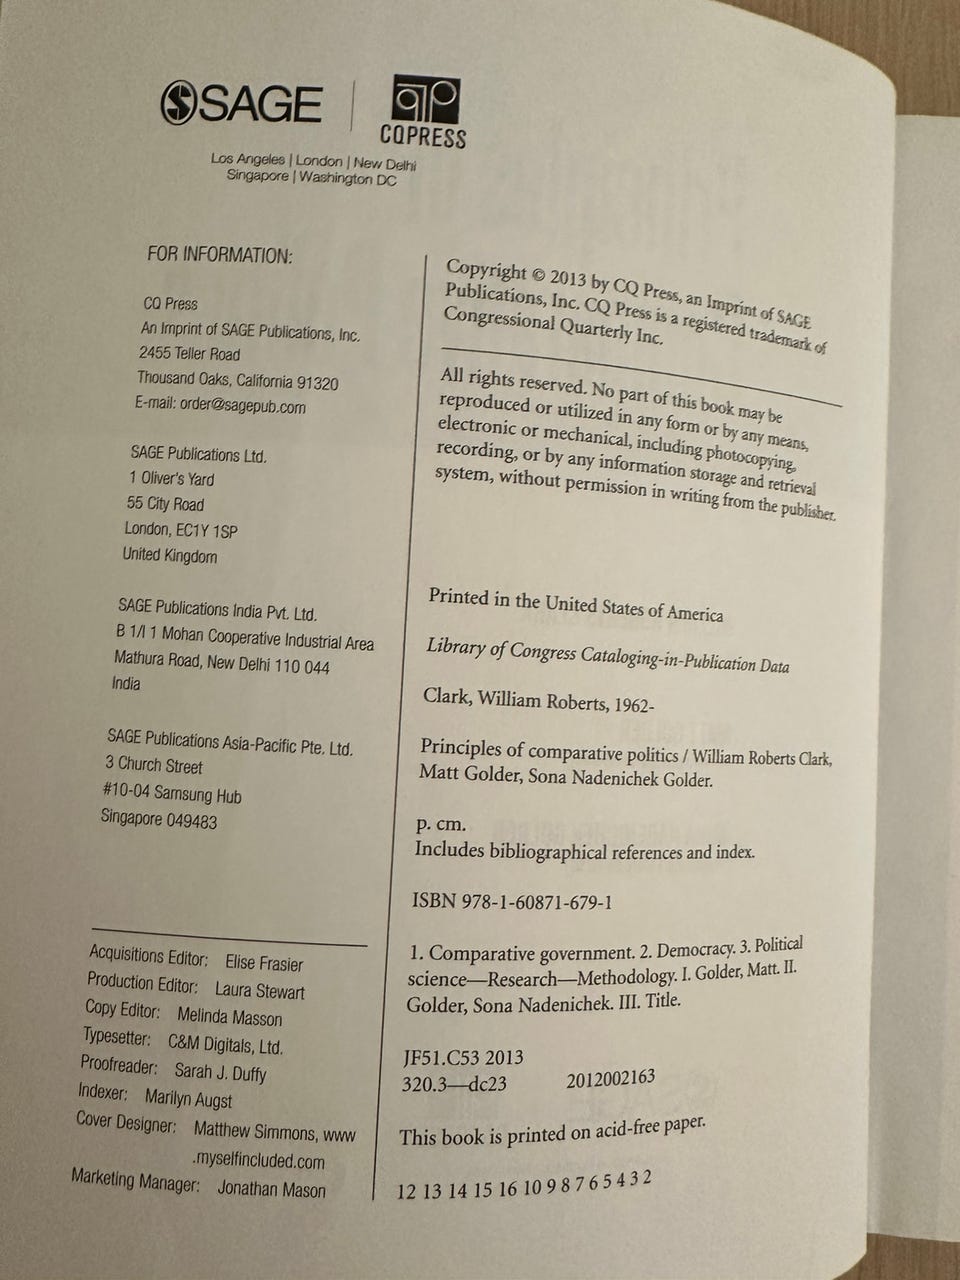 SAGE
CQPRESS
Los Angeles | London | New Delhi
Singapore | Washington DC
FOR INFORMATION:
CQ Press
An Imprint of SAGE Publications, Inc.
2455 Teller Road
Thousand Oaks, California 91320
E-mail: order@sagepub.com
SAGE Publications Ltd.
1 Oliver's Yard
55 City Road
London, EC1Y 1SP
United Kingdom
SAGE Publications India Pvt. Ltd.
B 1/I 1 Mohan Cooperative Industrial Area
Mathura Road, New Delhi 110 044
India
SAGE Publications Asia-Pacific Pte. Ltd.
3 Church Street
#10-04 Samsung Hub
Singapore 049483
Acquisitions Editor: Elise Frasier
Production Editor: Laura Stewart
Copy Editor: Melinda Masson
Typesetter: C&M Digitals, Ltd.
Proofreader: Sarah J. Duffy
Indexer: Marilyn Augst
Cover Designer: Matthew Simmons, www
.myselfincluded.com
Marketing Manager: Jonathan Mason
Copyright © 2013 by CQ Press, an Imprint of SAGE
Publications, Inc. CQ Press is a registered trademark of
Congressional Quarterly Inc.
All rights reserved. No part of this book may be
reproduced or utilized in any form or by any means,
electronic or mechanical, including photocopying,
recording, or by any information storage and retrieval
system, without permission in writing from the publisher.
Printed in the United States of America
Library of Congress Cataloging-in-Publication Data
Clark, William Roberts, 1962-
Principles of comparative politics / William Roberts Clark,
Matt Golder, Sona Nadenichek Golder.
p. cm.
Includes bibliographical references and index.
ISBN 978-1-60871-679-1
1. Comparative government. 2. Democracy. 3. Political
science—Research—Methodology. I. Golder, Matt. II.
Golder, Sona Nadenichek. III. Title.
JF51.C53 2013
320.3—dc23 2012002163
This book is printed on acid-free paper.
12 13 14 15 16 10 9 8 7 6 5 4 3 2